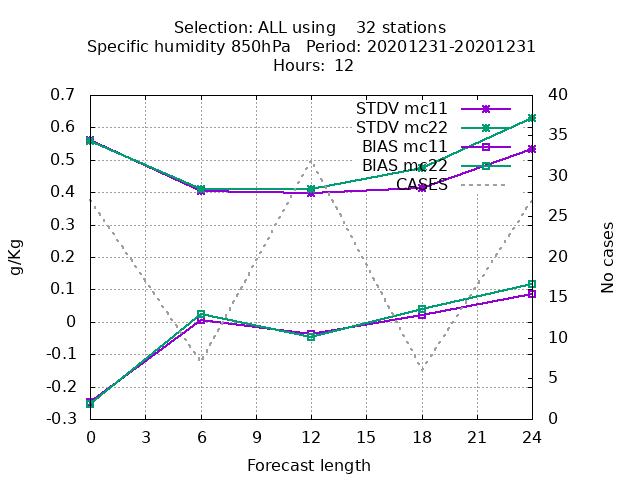 Selection: ALL using 32 stations
Specific humidity 850hPa Period: 20201231-20201231
Hours: 12
0.7
0.6
0.5
0.4
0.3
0.2
0.1
0
-0.1
-0.2
-0.3
g/Kg
STDV mc11
STDV mc22
BIAS mc11
BIAS mc22
CASES
40
35
30
25
20
15
10
5
0
No cases
0 3 6 9 12 15 18 21 24
Forecast length